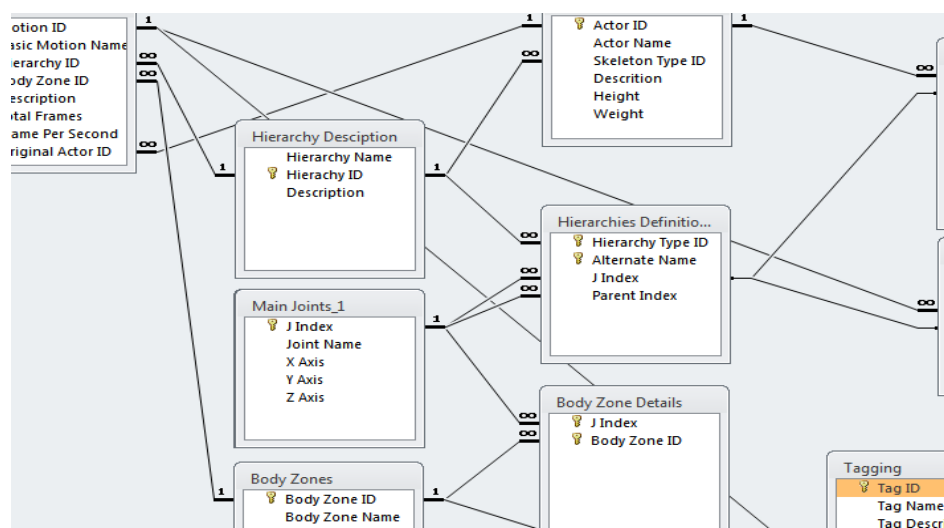 otion ID
asic Motion Name
ierarchy ID
ody Zone ID
escription
otal Frames
rame Per Second
riginal Actor ID
1
∞
∞
∞
1
∞
Actor ID
Actor Name
Skeleton Type ID
Descrition
Height
Weight
1
∞
Hierarchy Desciption
Hierarchy Name
Hierachy ID
Description
1
1
Hierarchies Definitio...
Hierarchy Type ID
Alternate Name
J Index
Parent Index
∞
∞
∞
∞
Main Joints_1
J Index
Joint Name
X Axis
Y Axis
Z Axis
1
Body Zone Details
J Index
Body Zone ID
∞
∞
Body Zones
Body Zone ID
Body Zone Name
1
1
Tagging
Tag ID
Tag Name
Tag Descr